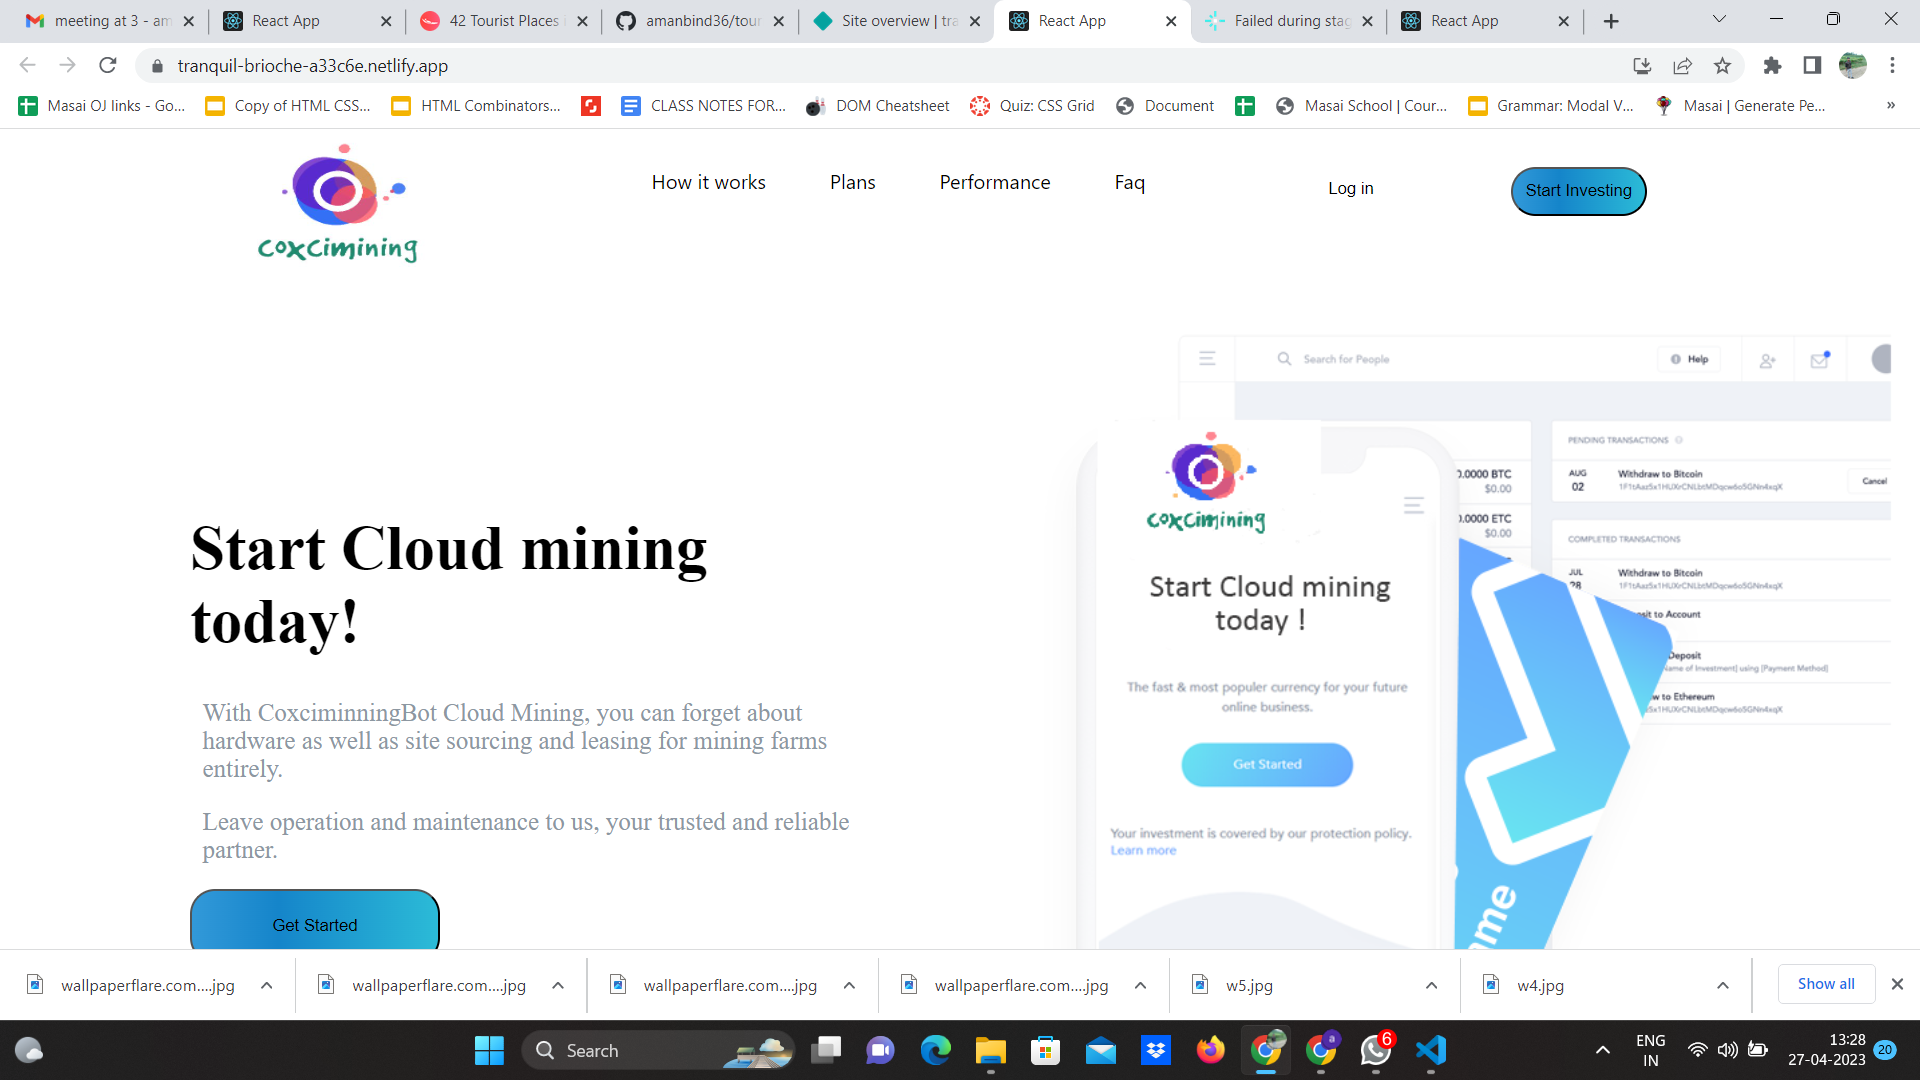 meeting at 3 - am
React App
42 Tourist Places i
amanbind36/tour
Site overview | tra
React App
Failed during stag
React App
tranquil-brioche-a33c6e.netlify.app
Masai OJ links - Go...
Copy of HTML CSS...
HTML Combinators...
CLASS NOTES FOR...
DOM Cheatsheet
Quiz: CSS Grid
Document
Masai School | Cour...
Grammar: Modal V...
Masai | Generate Pe...
»
coxcimining
How it works
Plans
Performance
Faq
Log in
Start Investing
Search for People
Help
PENDING TRANSACTIONS
AUG
02
Withdraw to Bitcoin
Cancel
0.0000 BTC
$0.00
0.0000 ETC
$0.00
COMPLETED TRANSACTIONS
JUL
28
Withdraw to Bitcoin
sit to Account
Deposit
ame of Investment] using [Payment Method]
w to Ethereum
coxcimining
Start Cloud mining
today !
The fast & most populer currency for your future
online business.
Get Started
Your investment is covered by our protection policy.
Learn more
ame
Start Cloud mining
today!
With CoxciminningBot Cloud Mining, you can forget about
hardware as well as site sourcing and leasing for mining farms
entirely.
Leave operation and maintenance to us, your trusted and reliable
partner.
Get Started
wallpaperflare.com....jpg
wallpaperflare.com....jpg
wallpaperflare.com....jpg
wallpaperflare.com....jpg
w5.jpg
w4.jpg
Show all
Search
a
6
ENG
IN
13:28
27-04-2023
20